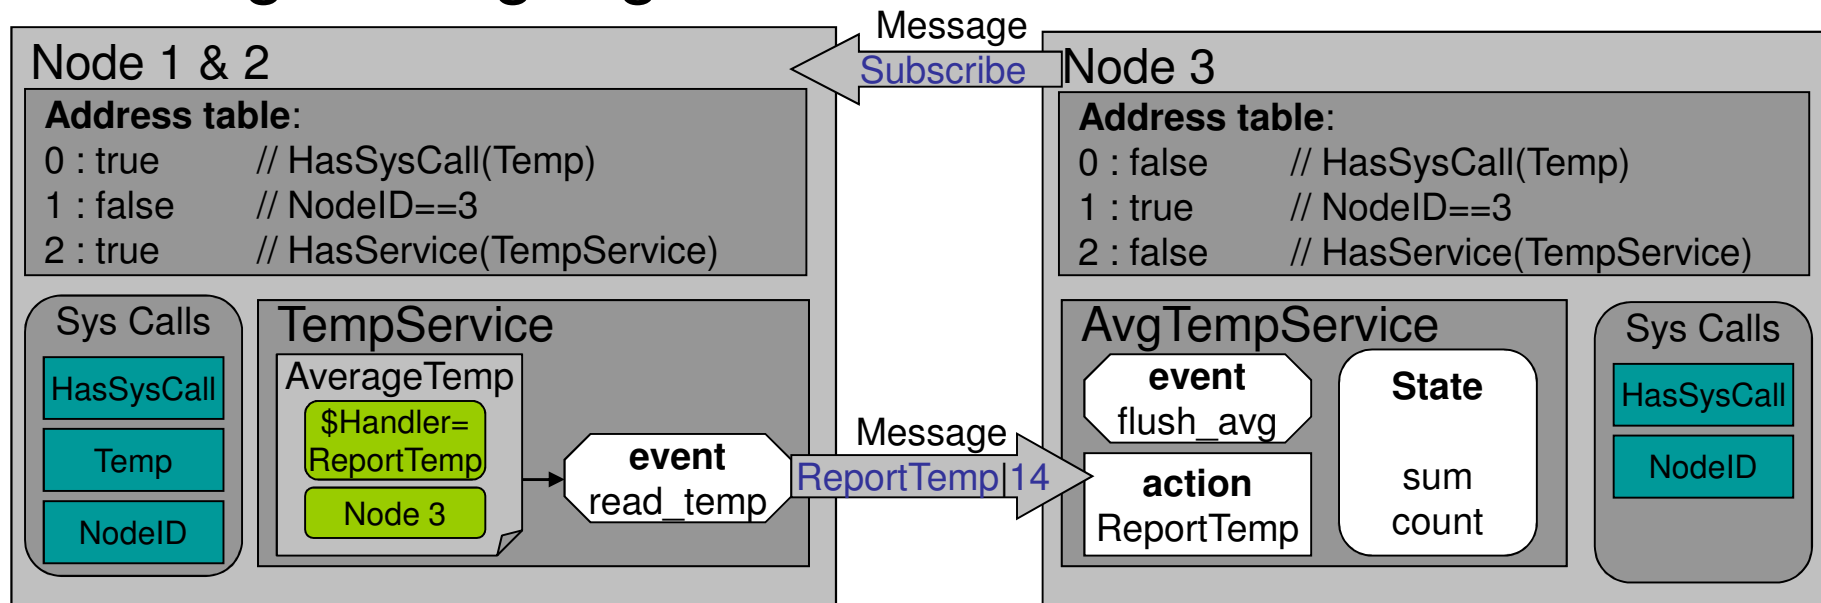 Message
Subscribe
Node 1 & 2
Address table:
0 : true // HasSysCall(Temp)
1 : false // NodeID==3
2 : true // HasService(TempService)
Sys Calls
HasSysCall
Temp
NodeID
TempService
AverageTemp
$Handler=
ReportTemp
Node 3
event
read_temp
Message
ReportTemp|14
Node 3
Address table:
0 : false // HasSysCall(Temp)
1 : true // NodeID==3
2 : false // HasService(TempService)
AvgTempService
event
flush_avg
action
ReportTemp
State
sum
count
Sys Calls
HasSysCall
NodeID